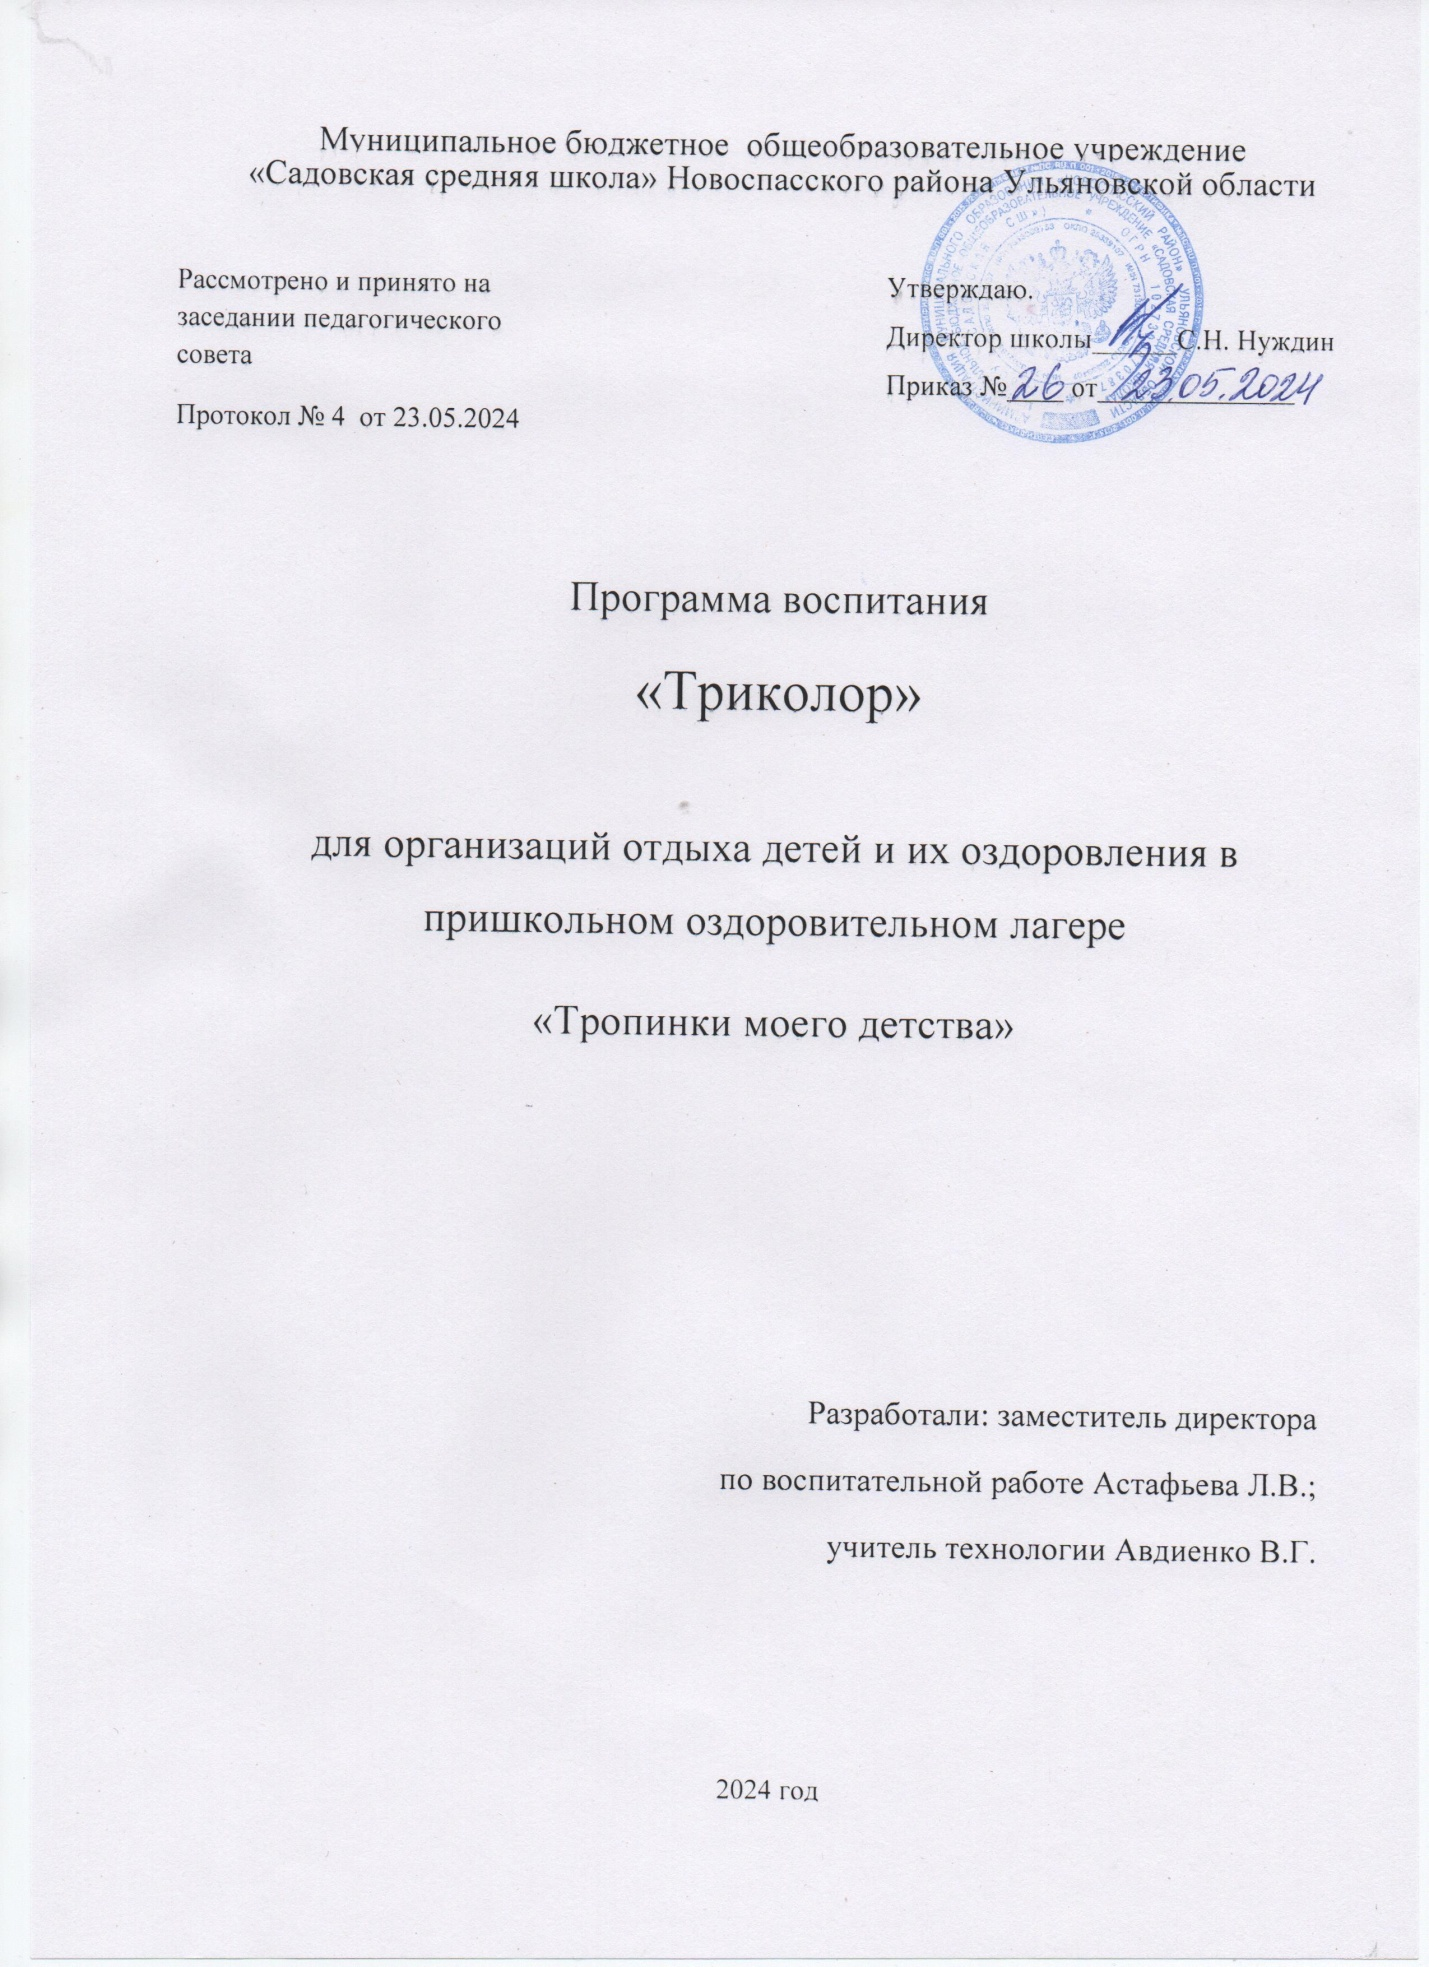 Муниципальное бюджетное общеобразовательное учреждение
«Садовская средняя школа» Новоспасского района Ульяновской области
Рассмотрено и принято на
заседании педагогического
совета
Протокол № 4 от 23.05.2024
Утверждаю.
Директор школы______С.Н. Нуждин
Приказ № 26 от 23.05.2024
Программа воспитания
«Триколор»
для организаций отдыха детей и их оздоровления в
пришкольном оздоровительном лагере
«Тропинки моего детства»
Разработали: заместитель директора
по воспитательной работе Астафьева Л.В.;
учитель технологии Авдиенко В.Г.
2024 год